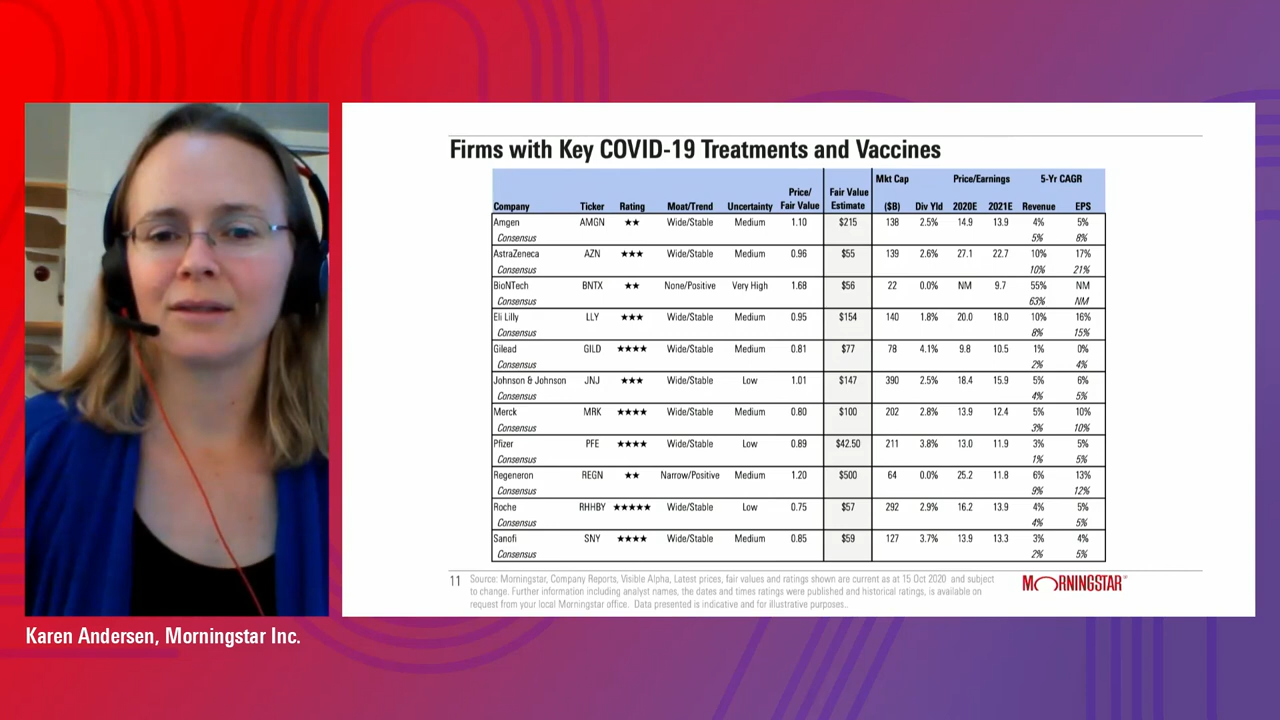 Firms with Key COVID-19 Treatments and Vaccines
Mkt Cap Price/Earnings 5-Yr CAGR
Price/ Fair Value
Company Ticker Rating Moat/Trend Uncertainty Fair Value Estimate ($B) Div Yld 2020E 2021E Revenue EPS
Amgen AMGN ★★ Wide/Stable Medium 1.10 $215 138 2.5% 14.9 13.9 4% 5%
Consensus 5% 8%
AstraZeneca AZN ★★★ Wide/Stable Medium 0.96 $55 139 2.6% 27.1 22.7 10% 17%
Consensus 10% 21%
BioNTech BNTX ★★ None/Positive Very High 1.68 $56 22 0.0% NM 9.7 55% NM
Consensus 63% NM
Eli Lilly LLY ★★★ Wide/Stable Medium 0.95 $154 140 1.8% 20.0 18.0 10% 16%
Consensus 8% 15%
Gilead GILD ★★★★ Wide/Stable Medium 0.81 $77 78 4.1% 9.8 10.5 1% 0%
Consensus 2% 4%
Johnson & Johnson JNJ ★★★ Wide/Stable Low 1.01 $147 390 2.5% 18.4 15.9 5% 6%
Consensus 4% 5%
Merck MRK ★★★★ Wide/Stable Medium 0.80 $100 202 2.8% 13.9 12.4 5% 10%
Consensus 3% 10%
Pfizer PFE ★★★★ Wide/Stable Low 0.89 $42.50 211 3.8% 13.0 11.9 3% 5%
Consensus 1% 5%
Regeneron REGN ★★ Narrow/Positive Medium 1.20 $500 64 0.0% 25.2 11.8 6% 13%
Consensus 9% 12%
Roche RHHBY ★★★★★ Wide/Stable Low 0.75 $57 292 2.9% 16.2 13.9 4% 5%
Consensus 4% 5%
Sanofi SNY ★★★★ Wide/Stable Medium 0.85 $59 127 3.7% 13.9 13.3 3% 4%
Consensus 2% 5%
11 Source: Morningstar, Company Reports, Visible Alpha, Latest prices, fair values and ratings shown are current as at 15 Oct 2020 and subject
to change. Further information including analyst names, the dates and times ratings were published and historical ratings, is available on
request from your local Morningstar office. Data presented is indicative and for illustrative purposes..
MORNINGSTAR®
Karen Andersen, Morningstar Inc.